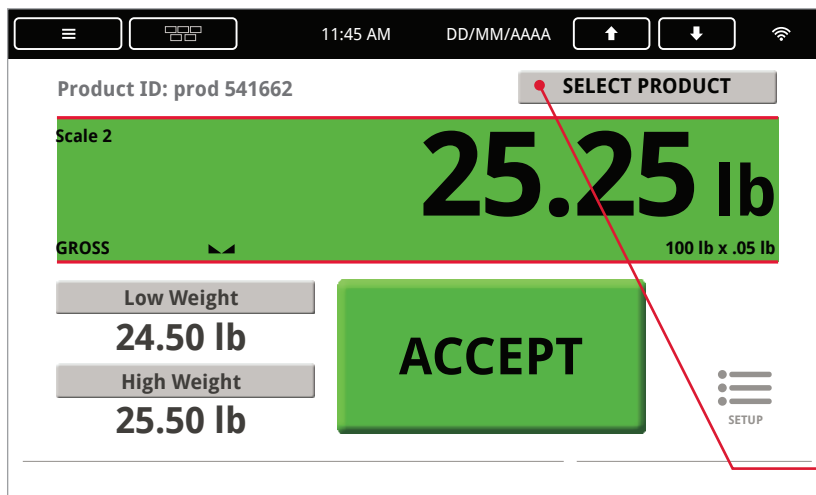 11:45 AM DD/MM/AAAA
Product ID: prod 541662
SELECT PRODUCT
Scale 2
25.25 lb
GROSS
100 lb x .05 lb
Low Weight
24.50 lb
High Weight
25.50 lb
ACCEPT
SETUP